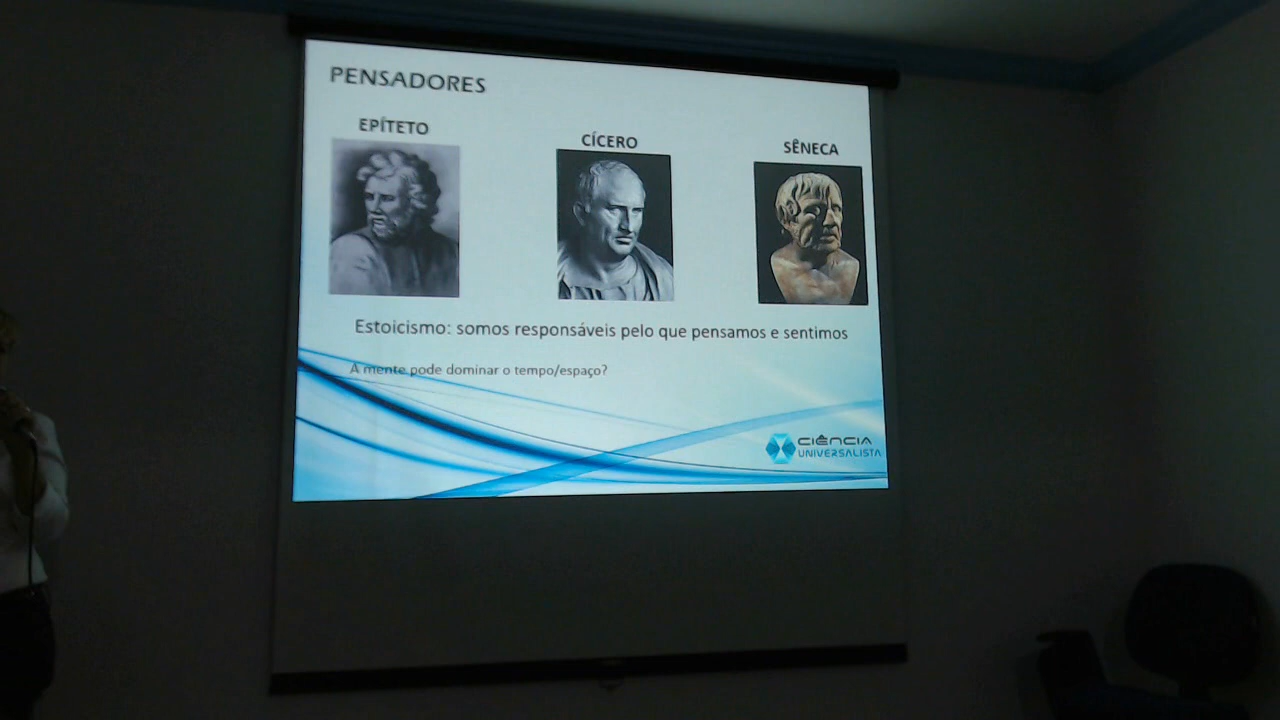 PENSADORES
EPÍTETO
CÍCERO
SÊNECA
Estoicismo: somos responsáveis pelo que pensamos e sentimos
A mente pode dominar o tempo/espaço?
CIÊNCIA
UNIVERSALISTA